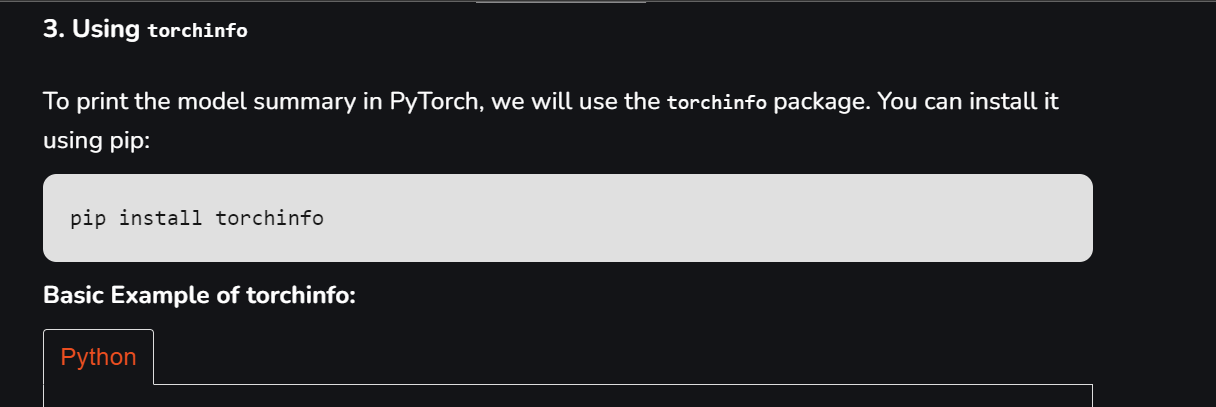 3. Using torchinfo
To print the model summary in PyTorch, we will use the torchinfo package. You can install it
using pip:
pip install torchinfo
Basic Example of torchinfo:
Python